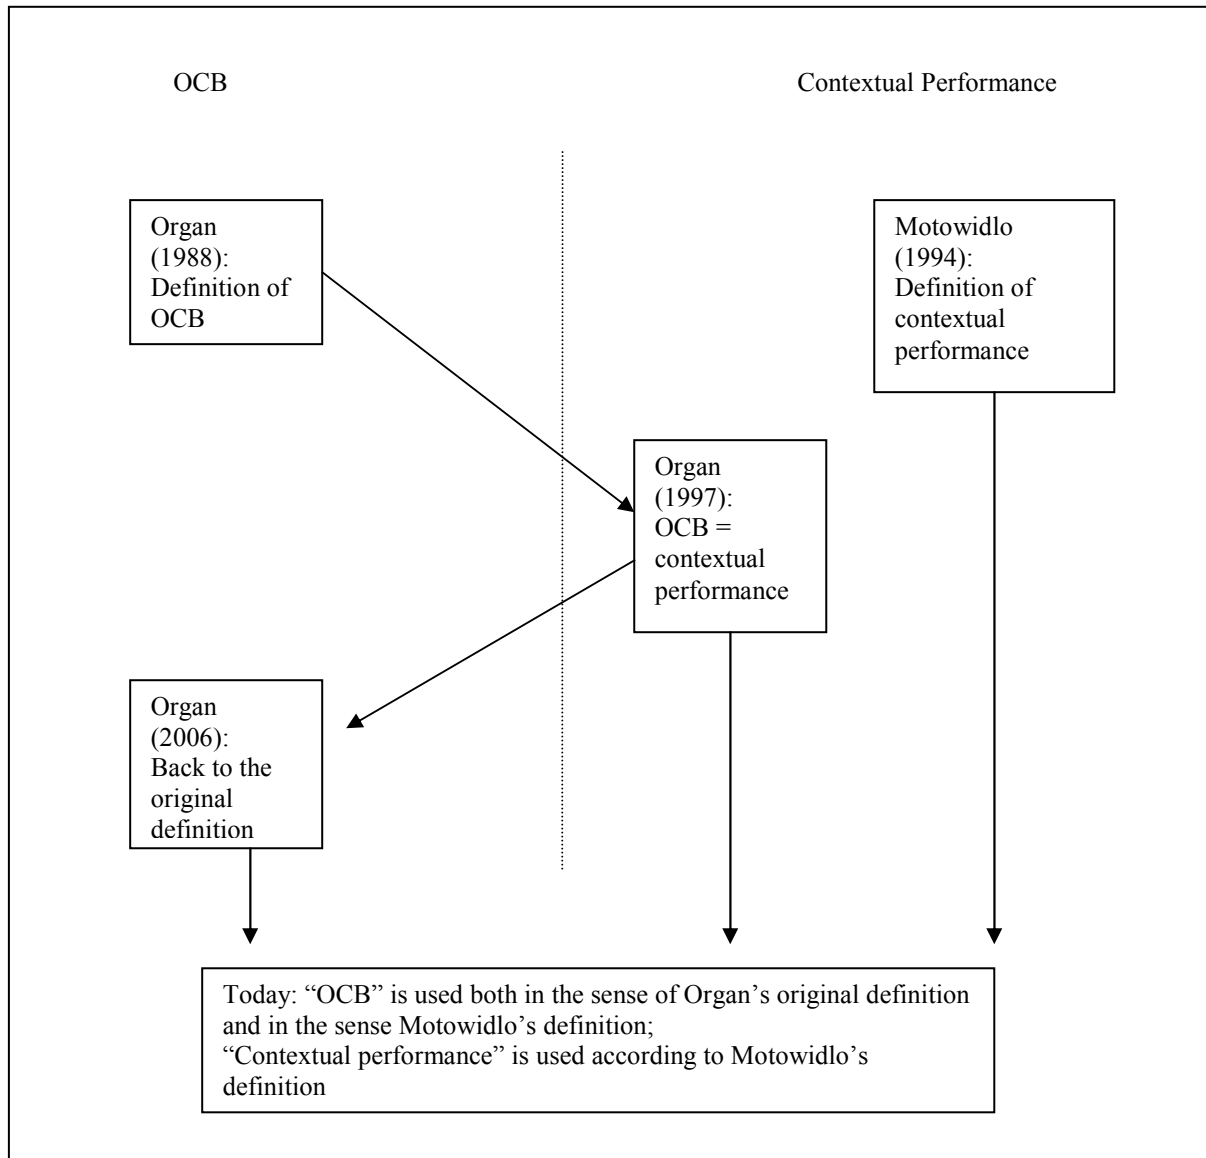 OCB
Contextual Performance
Organ
(1988):
Definition of
OCB
Motowidlo
(1994):
Definition of
contextual
performance
Organ
(1997):
OCB =
contextual
performance
Organ
(2006):
Back to the
original
definition
Today: “OCB” is used both in the sense of Organ’s original definition
and in the sense Motowidlo’s definition;
“Contextual performance” is used according to Motowidlo’s
definition